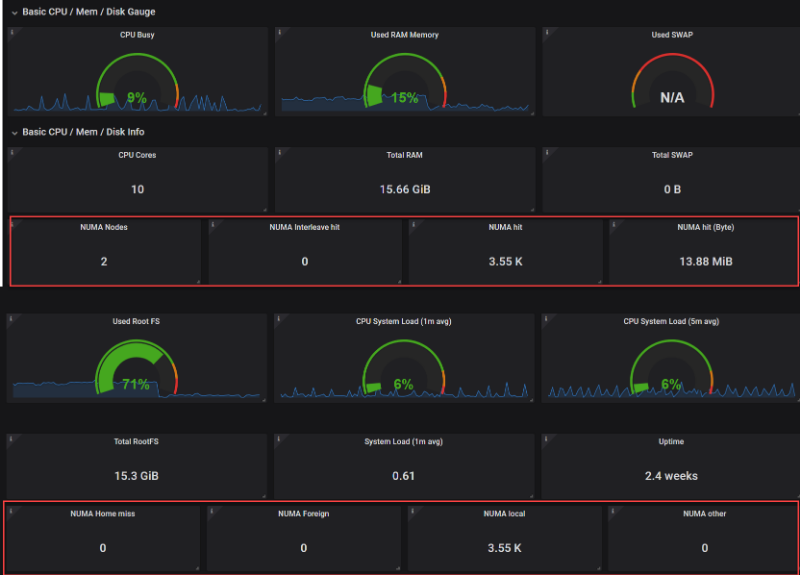 Basic CPU / Mem / Disk Gauge
CPU Busy
Used RAM Memory
Used SWAP
9%
15%
N/A
Basic CPU / Mem / Disk Info
CPU Cores
Total RAM
Total SWAP
10
15.66 GiB
0 B
NUMA Nodes
NUMA Interleave hit
NUMA hit
NUMA hit (Byte)
2
0
3.55 K
13.88 MiB
Used Root FS
CPU System Load (1m avg)
CPU System Load (5m avg)
71%
6%
6%
Total RootFS
System Load (1m avg)
Uptime
15.3 GiB
0.61
2.4 weeks
NUMA Home miss
NUMA Foreign
NUMA local
NUMA other
0
0
3.55 K
0